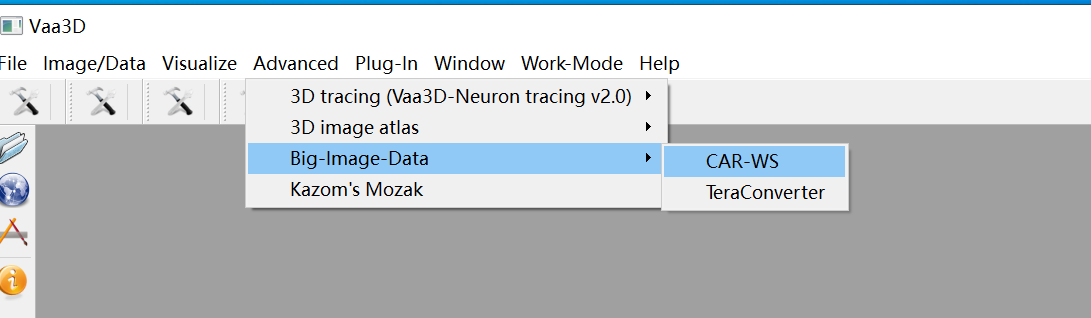 Vaa3D
File Image/Data Visualize Advanced Plug-In Window Work-Mode Help
3D tracing (Vaa3D-Neuron tracing v2.0)
3D image atlas
Big-Image-Data
CAR-WS
Kazom's Mozak
TeraConverter